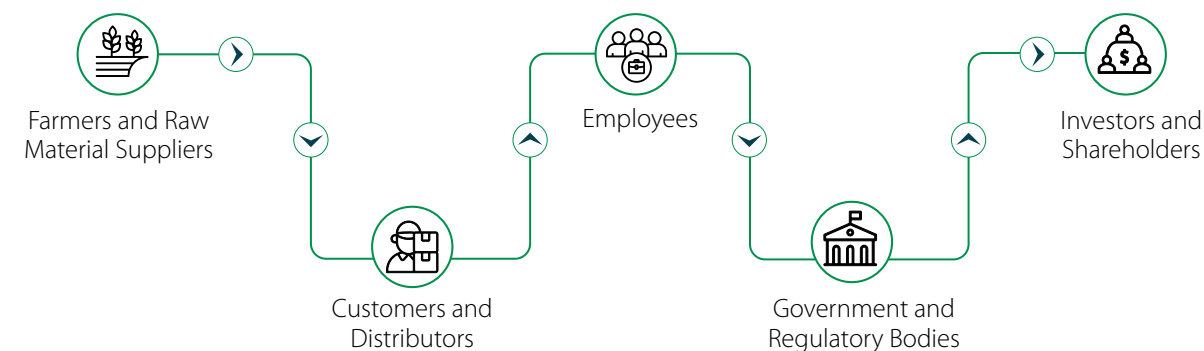 Farmers and Raw
Material Suppliers
Customers and
Distributors
Employees
Government and
Regulatory Bodies
$
Investors and
Shareholders